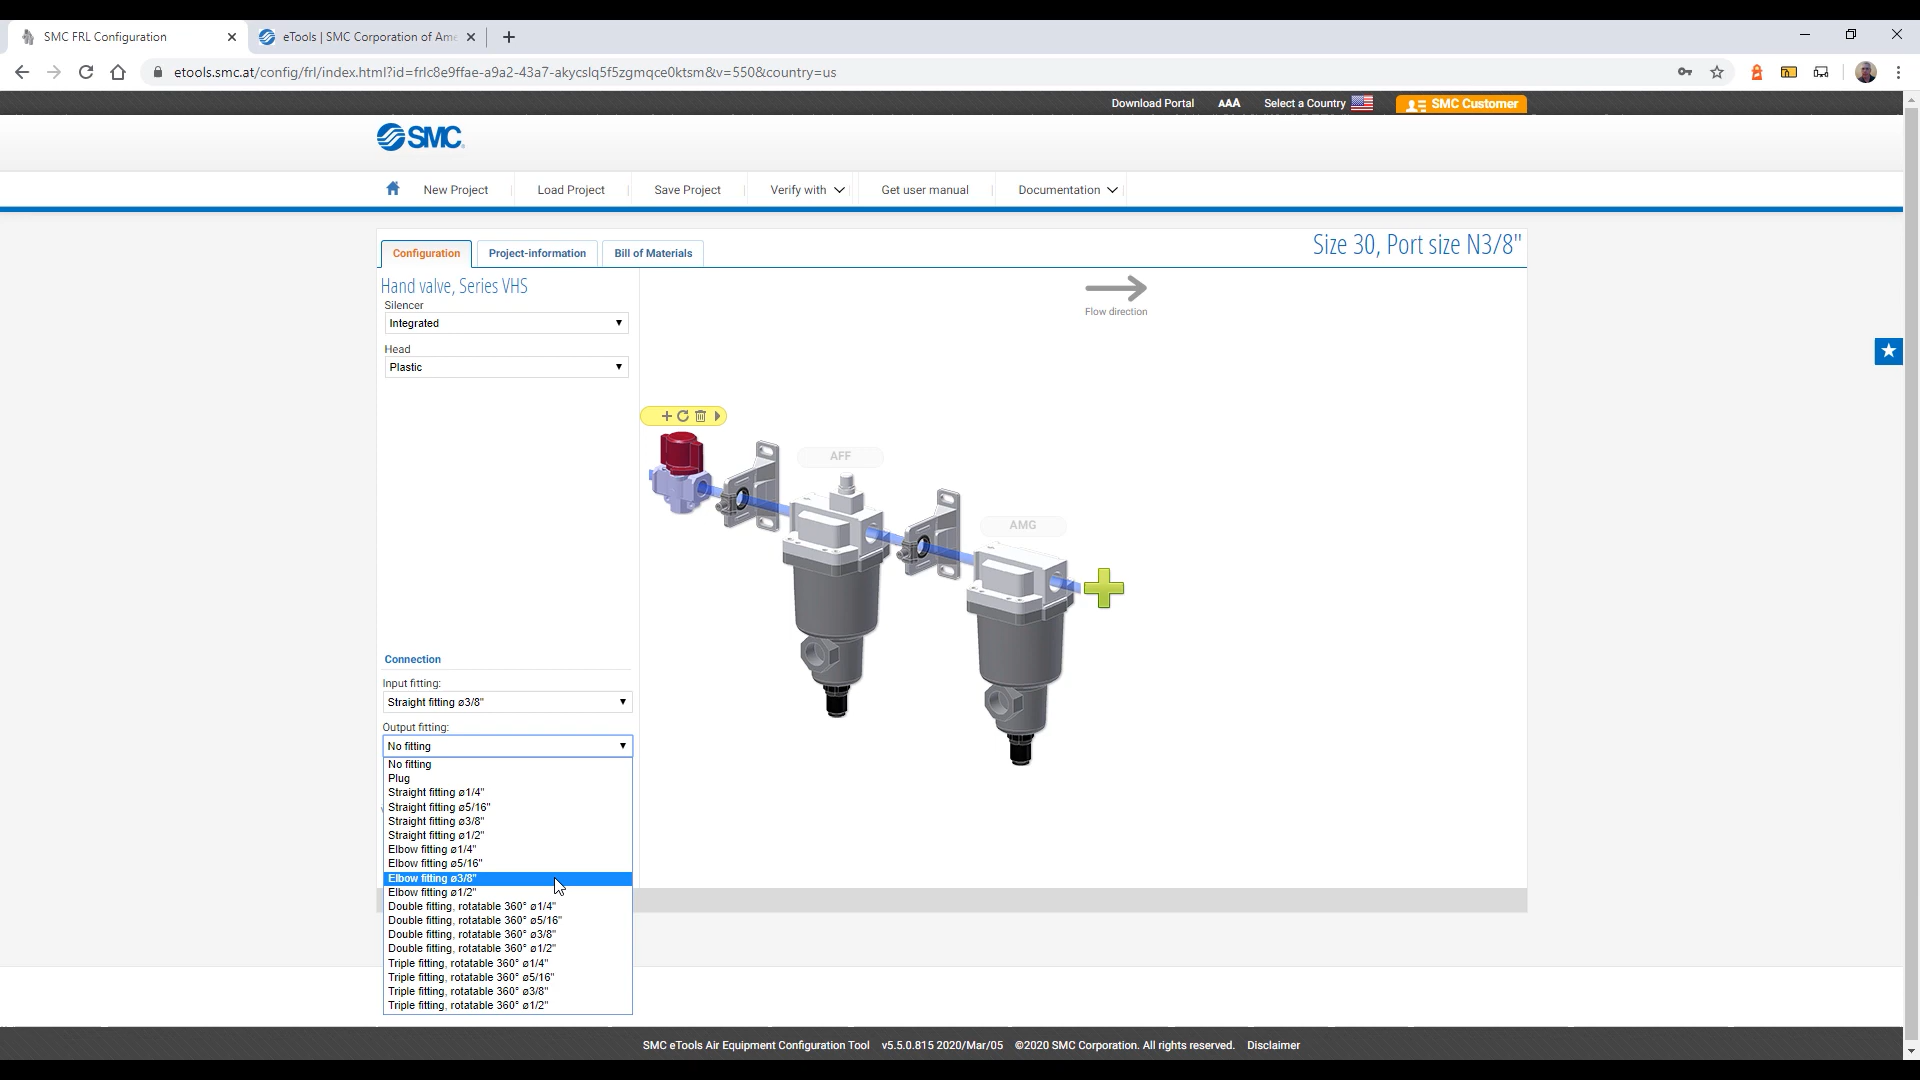 SMC FRL Configuration
eTools | SMC Corporation of Ame
etools.smc.at/config/frl/index.html?id=frlc8e9ffae-a9a2-43a7-akycslq5f5zgmqce0ktsm&v=550&country=us
Download Portal AAA Select a Country SMC Customer
SMC
New Project Load Project Save Project Verify with Get user manual Documentation
Configuration Project-information Bill of Materials
Size 30, Port size N3/8"
Hand valve, Series VHS
Silencer
Integrated
Head
Plastic
Flow direction
AFF
AMG
Connection
Input fitting:
Straight fitting ø3/8"
Output fitting:
No fitting
No fitting
Plug
Straight fitting ø1/4"
Straight fitting ø5/16"
Straight fitting ø3/8"
Straight fitting ø1/2"
Elbow fitting ø1/4"
Elbow fitting ø5/16"
Elbow fitting ø3/8"
Elbow fitting ø1/2"
Double fitting, rotatable 360° ø1/4"
Double fitting, rotatable 360° ø5/16"
Double fitting, rotatable 360° ø3/8"
Double fitting, rotatable 360° ø1/2"
Triple fitting, rotatable 360° ø1/4"
Triple fitting, rotatable 360° ø5/16"
Triple fitting, rotatable 360° ø3/8"
Triple fitting, rotatable 360° ø1/2"
SMC eTools Air Equipment Configuration Tool v5.5.0.815 2020/Mar/05 ©2020 SMC Corporation. All rights reserved. Disclaimer